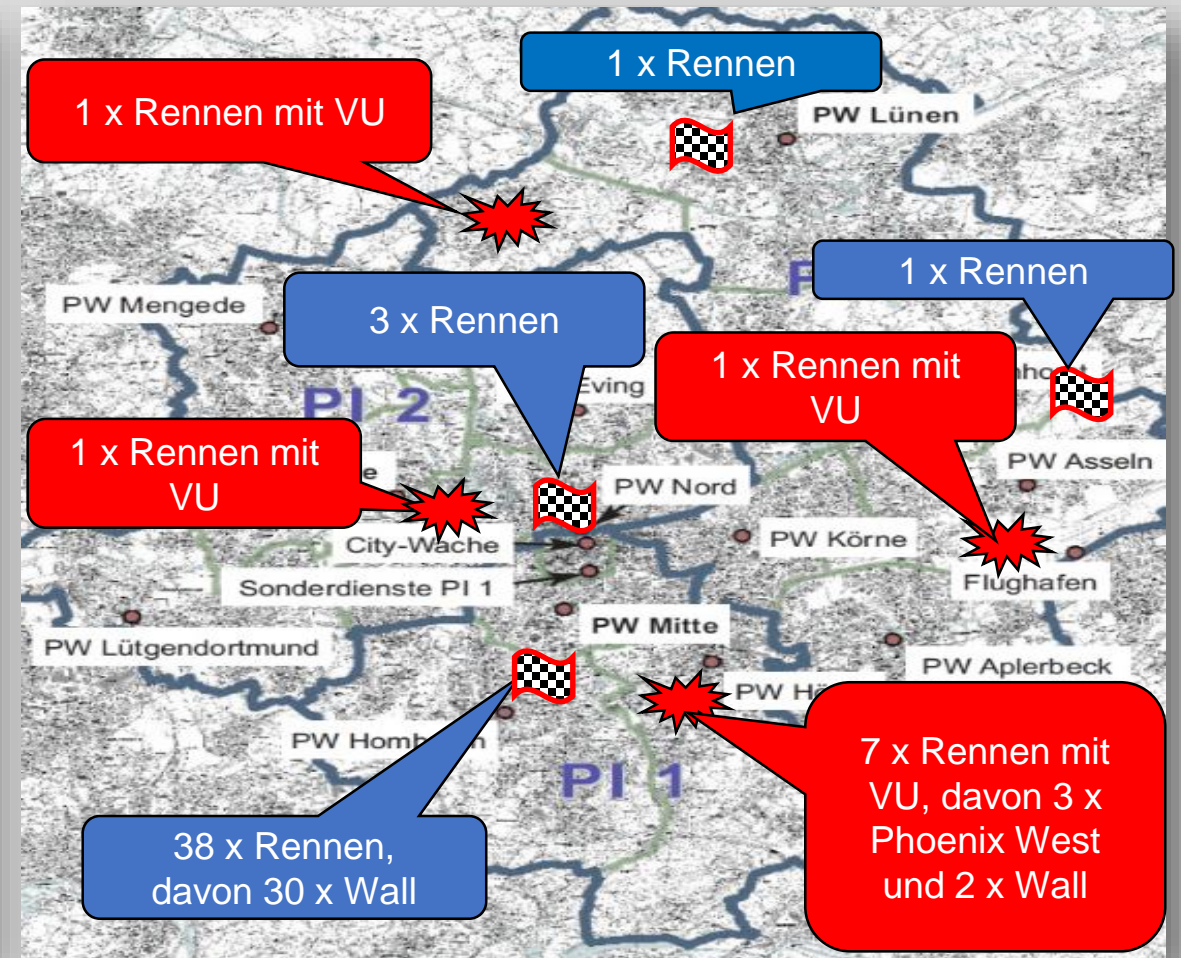 1 x Rennen
1 x Rennen mit VU
PW Lünen
1 x Rennen
PW Mengede
3 x Rennen
1 x Rennen mit
VU
Eving
PI 2
1 x Rennen mit
VU
PW Asseln
PW Nord
City-Wache
PW Körne
Sonderdienste PI 1
Flughafen
PW Mitte
PW Lütgendortmund
PW Aplerbeck
PW
PW
PI 1
7 x Rennen mit
VU, davon 3 x
Phoenix West
und 2 x Wall
38 x Rennen,
davon 30 x Wall